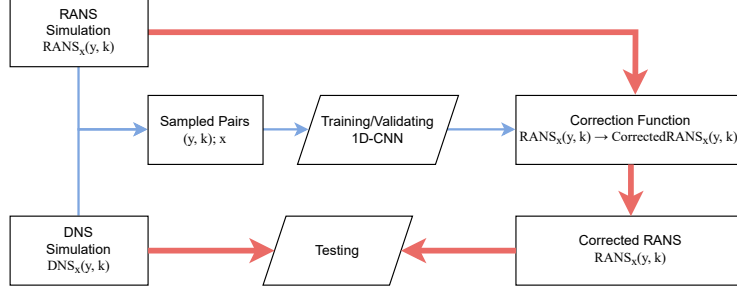 RANS
Simulation
RANSx(y, k)
Sampled Pairs
(y, k); x
Training/Validating
1D-CNN
Correction Function
RANSx(y, k) → CorrectedRANSx(y, k)
DNS
Simulation
DNSx(y, k)
Testing
Corrected RANS
RANSx(y, k)